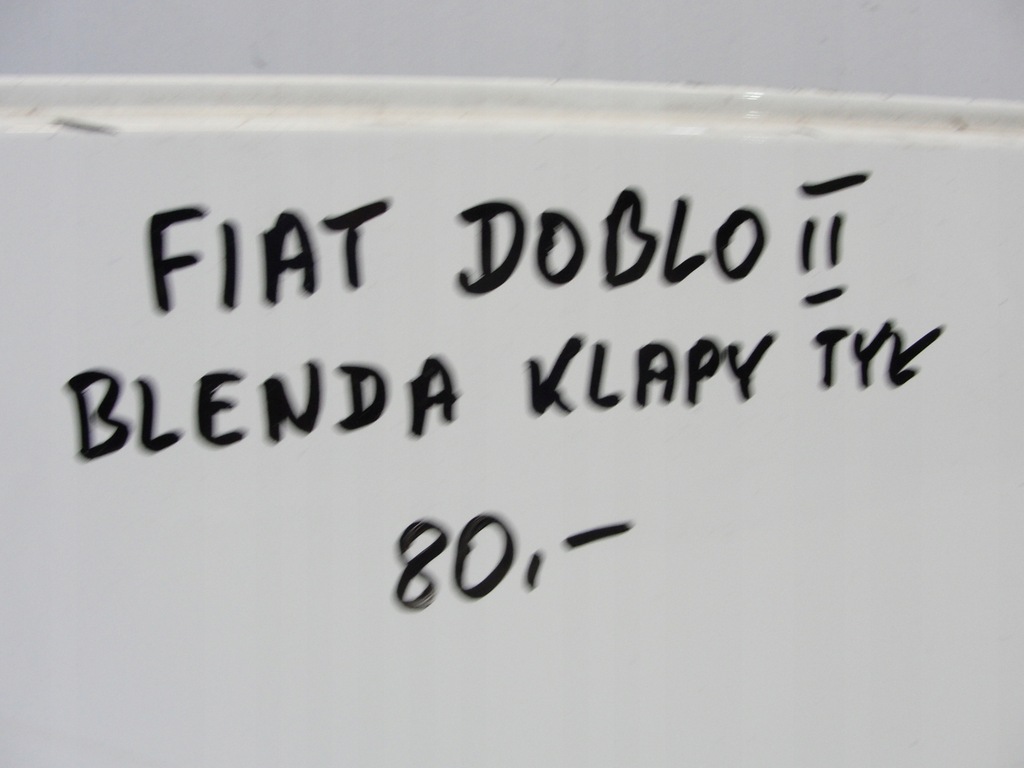 FIAT DOBLO II
BLENDA KLAPY TYŁ
80,-